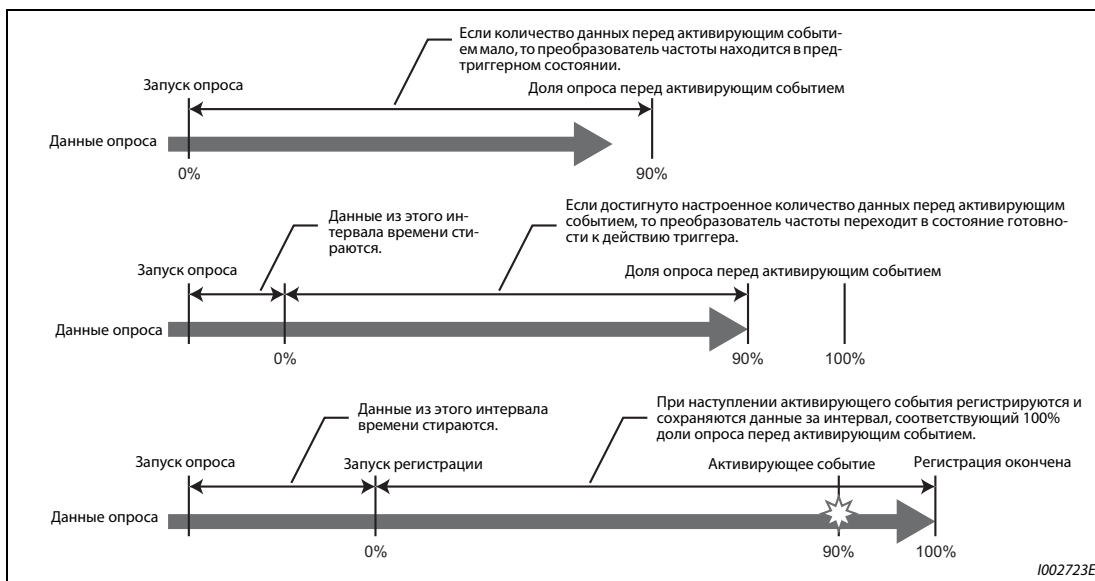 Если количество данных перед активирующим событи-
ем мало, то преобразователь частоты находится в пред-
триггерном состоянии.
Запуск опроса
Доля опроса перед активирующим событием
Данные опроса
0%
90%
Данные из этого ин-
тервала времени сти-
раются.
Если достигнуто настроенное количество данных перед активирующим
событием, то преобразователь частоты переходит в состояние готовно-
сти к действию триггера.
Запуск опроса
Доля опроса перед активирующим событием
Данные опроса
0%
90%
100%
Данные из этого интервала
времени стираются.
При наступлении активирующего события регистрируются и
сохраняются данные за интервал, соответствующий 100%
доли опроса перед активирующим событием.
Запуск опроса
Запуск регистрации
Активирующее событие
Регистрация окончена
Данные опроса
0%
90%
100%
I002723E